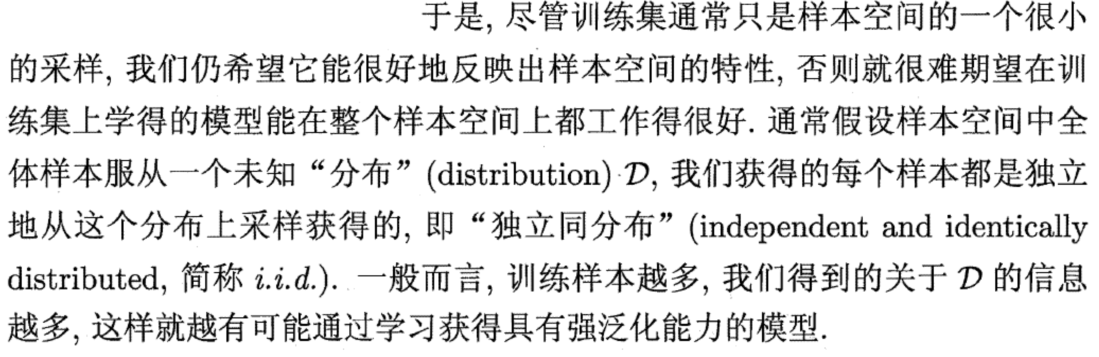 于是, 尽管训练集通常只是样本空间的一个很小
的采样, 我们仍希望它能很好地反映出样本空间的特性, 否则就很难期望在训
练集上学得的模型能在整个样本空间上都工作得很好. 通常假设样本空间中全
体样本服从一个未知“分布”(distribution) D, 我们获得的每个样本都是独立
地从这个分布上采样获得的, 即“独立同分布”(independent and identically
distributed, 简称 i.i.d.). 一般而言, 训练样本越多, 我们得到的关于 D 的信息
越多, 这样就越有可能通过学习获得具有强泛化能力的模型.